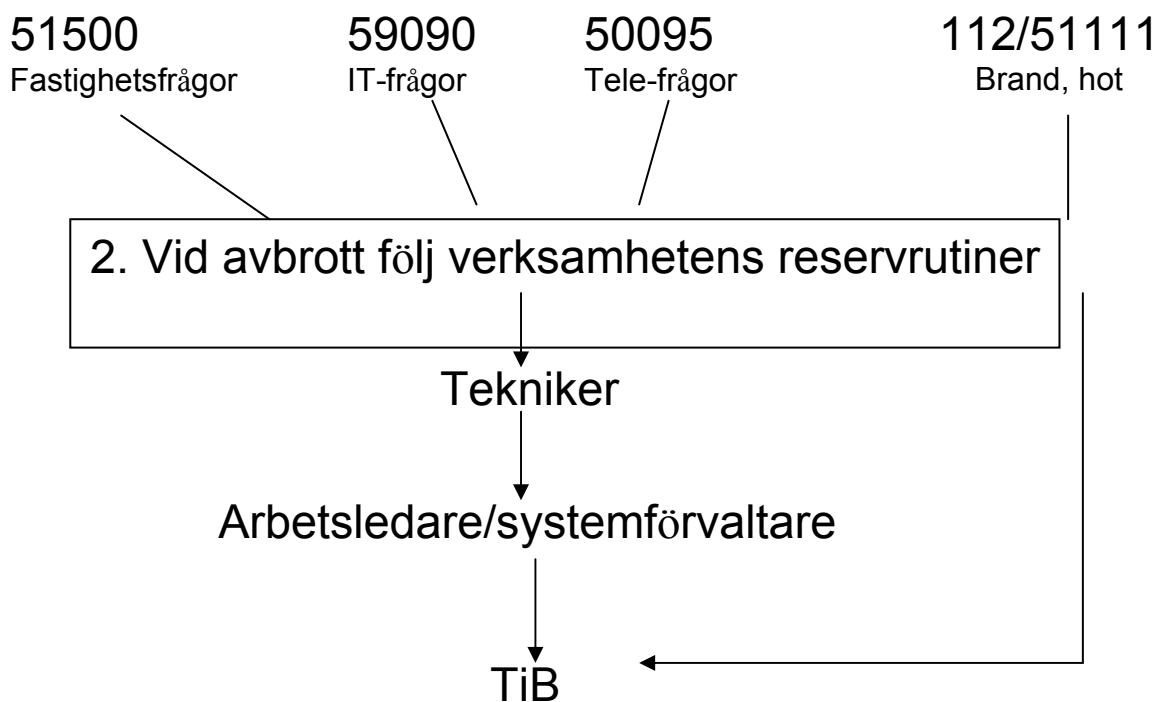 51500 59090 50095 112/51111
Fastighetsfrågor IT-frågor Tele-frågor Brand, hot
2. Vid avbrott följ verksamhetens reservrutiner
Tekniker
Arbetsledare/systemförvaltare
TiB